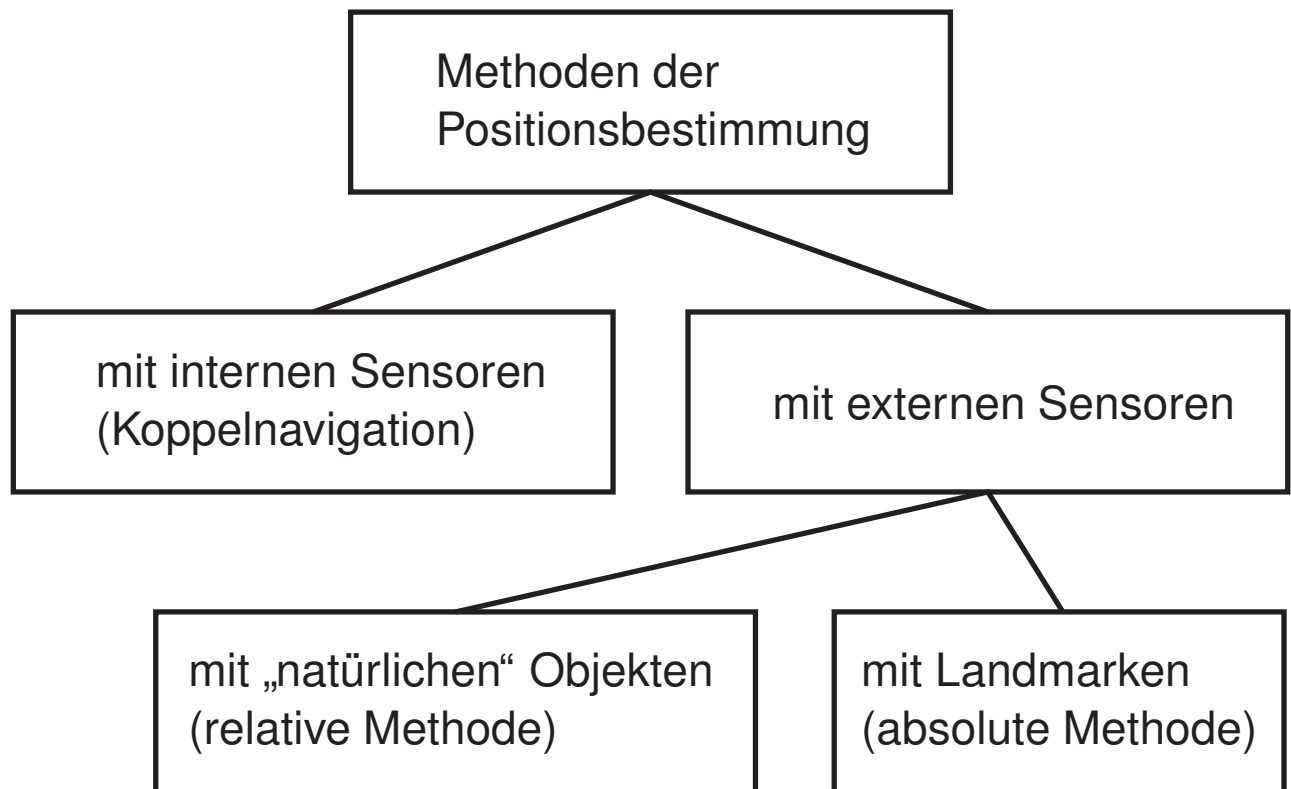 Methoden der
Positionsbestimmung
mit internen Sensoren
(Koppelnavigation)
mit externen Sensoren
mit „natürlichen“ Objekten
(relative Methode)
mit Landmarken
(absolute Methode)